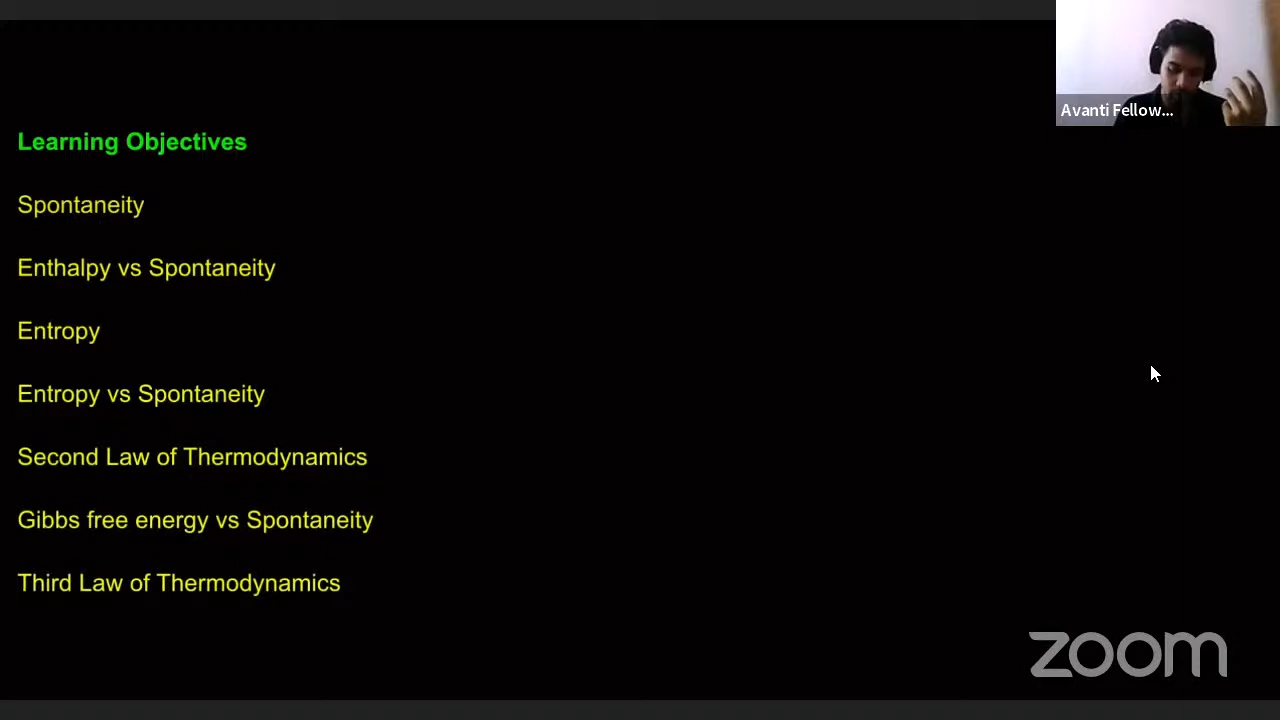 Avanti Fellow...
Learning Objectives
Spontaneity
Enthalpy vs Spontaneity
Entropy
Entropy vs Spontaneity
Second Law of Thermodynamics
Gibbs free energy vs Spontaneity
Third Law of Thermodynamics
zoom